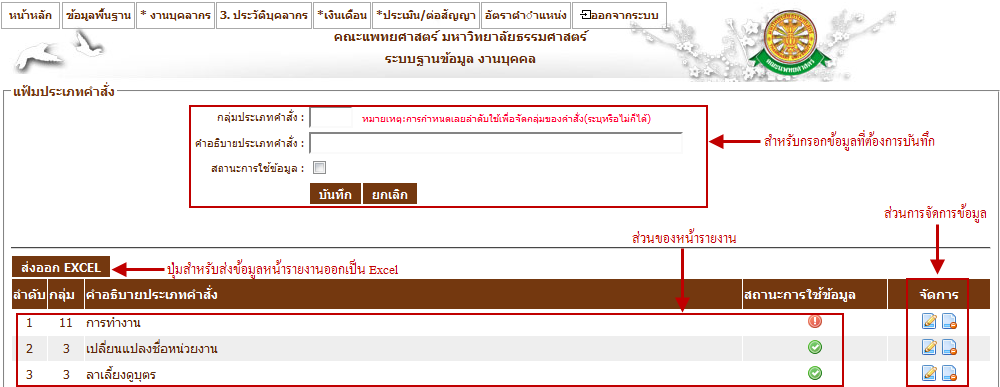 หน้าหลัก ข้อมูลพื้นฐาน * งานบุคลากร 3. ประวัติบุคลากร *เงินเดือน *ประเมิน/ต่อสัญญา อัตราตำแหน่ง ออกจากระบบ
คณะแพทยศาสตร์ มหาวิทยาลัยธรรมศาสตร์
ระบบฐานข้อมูล งานบุคคล
แฟ้มประเภทคำสั่ง
กลุ่มประเภทคำสั่ง : หมายเหตุ:การกำหนดเลขลำดับใช้เพื่อจัดกลุ่มของคำสั่ง(ระบุหรือไม่ก็ได้)
คำอธิบายประเภทคำสั่ง : สำหรับกรอกข้อมูลที่ต้องการบันทึก
สถานะการใช้ข้อมูล :
บันทึก ยกเลิก
ส่วนการจัดการข้อมูล
ส่วนของหน้ารายงาน
ส่งออก EXCEL ปุ่มสำหรับส่งข้อมูลหน้ารายงานออกเป็น Excel
ลำดับ กลุ่ม คำอธิบายประเภทคำสั่ง สถานะการใช้ข้อมูล จัดการ
1 11 การทำงาน
2 3 เปลี่ยนแปลงชื่อหน่วยงาน
3 3 ลาเลี้ยงดูบุตร